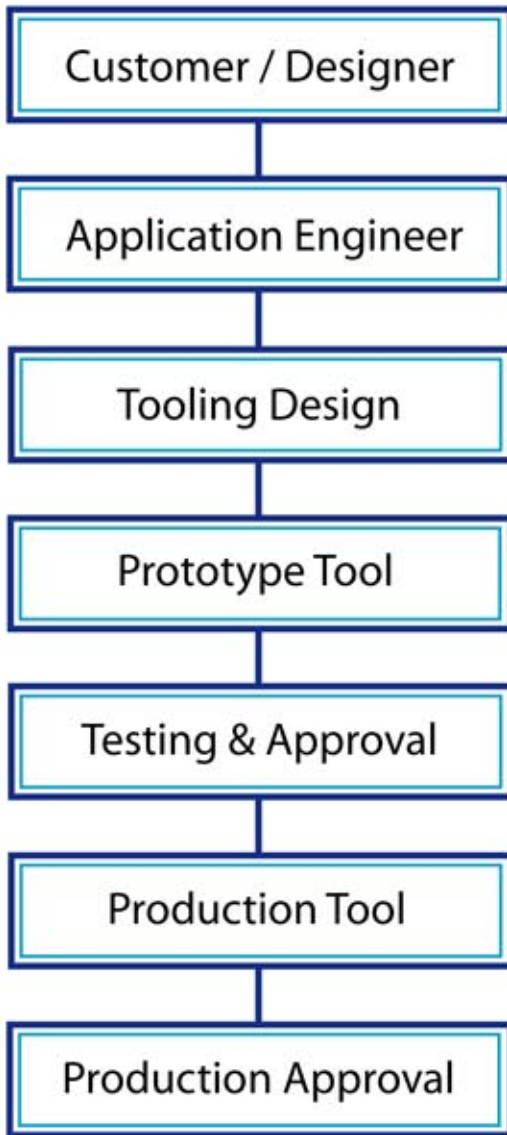 Customer / Designer
Application Engineer
Tooling Design
Prototype Tool
Testing & Approval
Production Tool
Production Approval